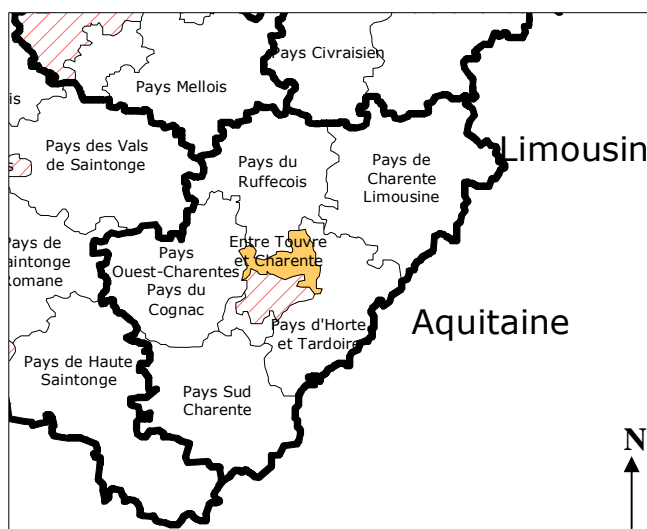 Pays Civraisien
Pays Mellois
is
Pays des Vals
de Saintonge
s
Limousin
Pays du
Ruffecois
Pays de
Charente
Limousine
Entre Touvre
et Charente
Pays
Ouest-Charentes
Pays du
Cognac
Pays de
aintonge
Romane
Aquitaine
Pays d'Horte
et Tardoire
Pays de Haute
Saintonge
Pays Sud
Charente
N